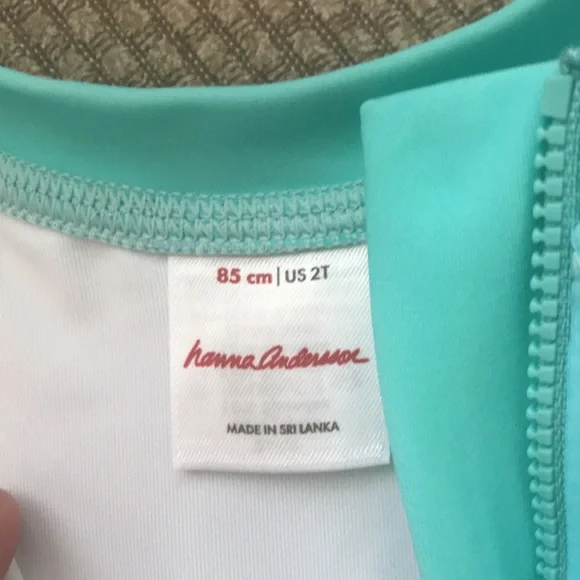 85 cm | US 2T
hanna andersson
MADE IN SRI LANKA